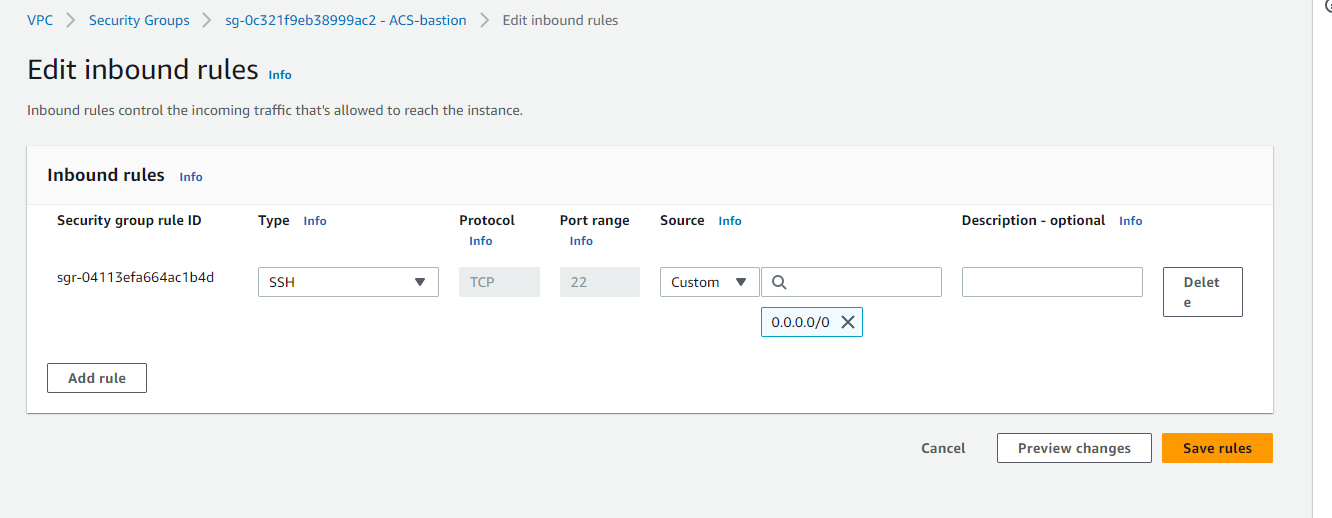 VPC > Security Groups > sg-0c321f9eb38999ac2 - ACS-bastion > Edit inbound rules
Edit inbound rules Info
Inbound rules control the incoming traffic that's allowed to reach the instance.
Inbound rules Info
Security group rule ID Type Info Protocol Info Port range Info Source Info Description - optional Info
sgr-04113efa664ac1b4d SSH TCP 22 Custom Delet
e
0.0.0.0/0
Add rule
Cancel Preview changes Save rules